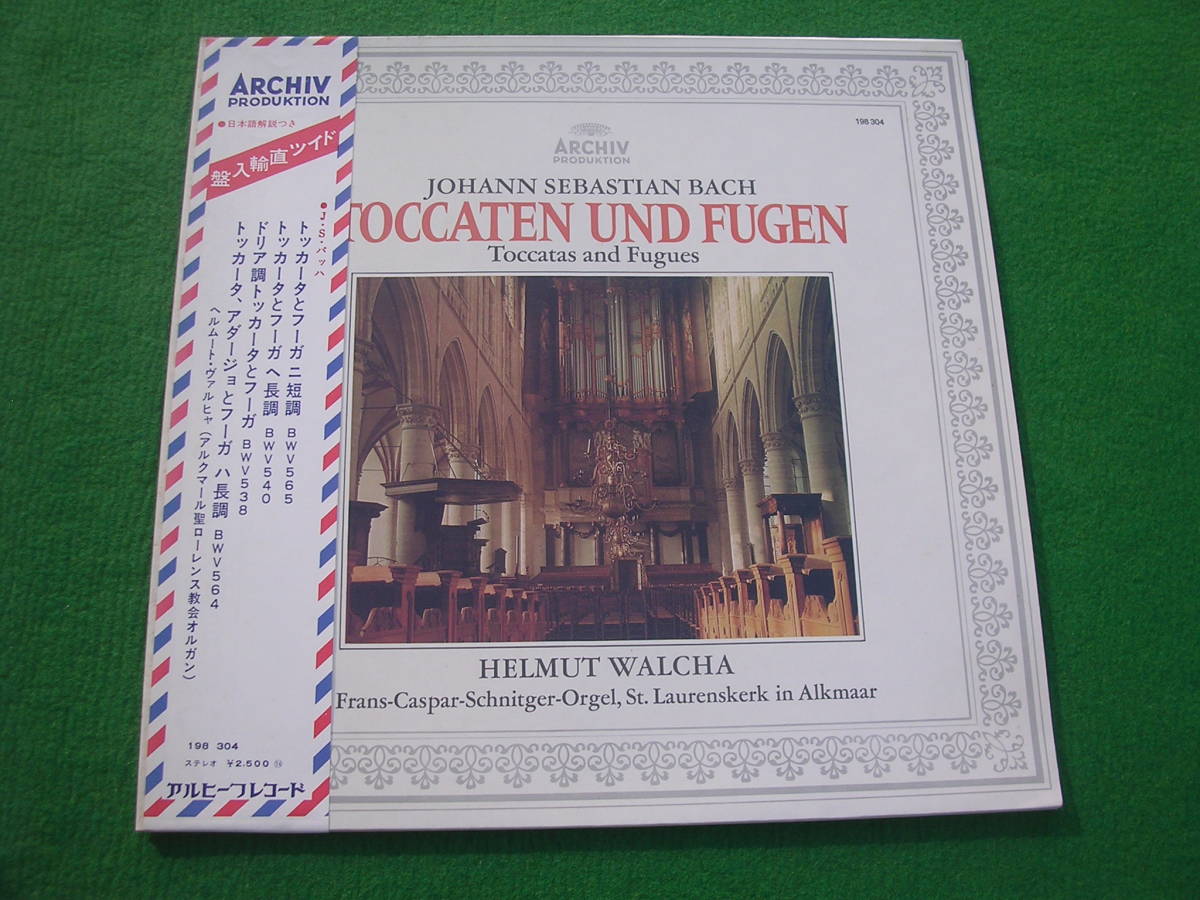 ARCHIV
PRODUKTION
●日本語解説つき
ドイツ直輸入盤
●J・S・バッハ
トッカータとフーガ ニ短調 BWV565
トッカータとフーガ ヘ長調 BWV540
ドリア調トッカータとフーガ BWV538
トッカータ、アダージョとフーガ ハ長調 BWV564
ヘルムート・ヴァルヒャ(アルクマール聖ローレンス教会オルガン)
198 304
ステレオ ¥2.500
アルヒーフレコード
198 304
ARCHIV
PRODUKTION
JOHANN SEBASTIAN BACH
TOCCATEN UND FUGEN
Toccatas and Fugues
HELMUT WALCHA
Frans-Caspar-Schnitger-Orgel, St. Laurenskerk in Alkmaar